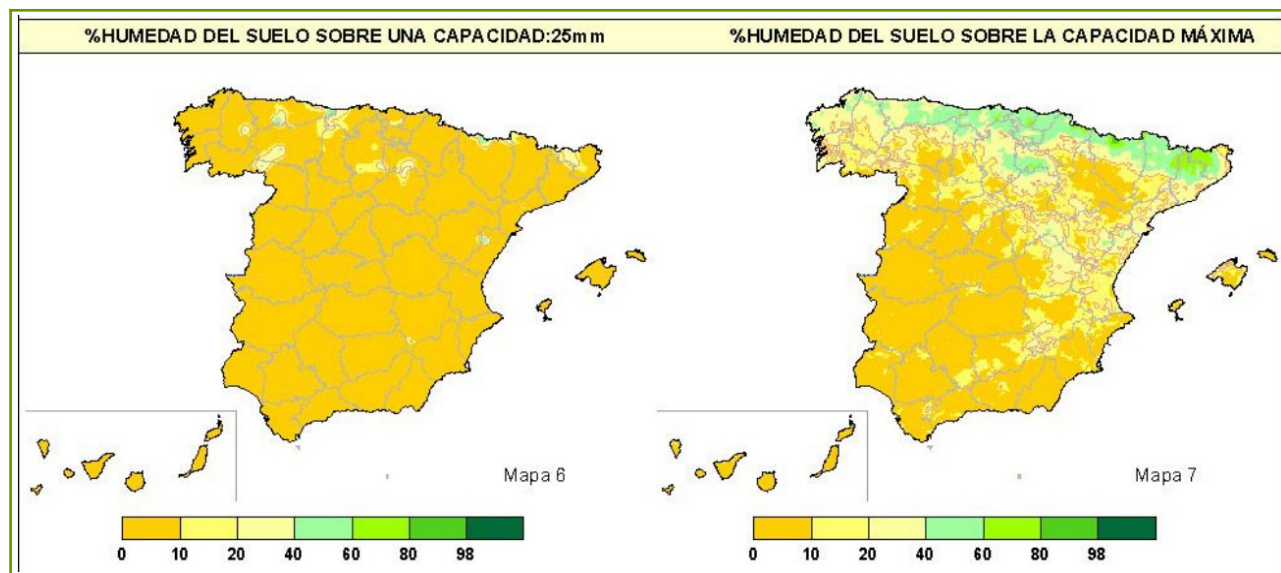 %HUMEDAD DEL SUELO SOBRE UNA CAPACIDAD:25mm
%HUMEDAD DEL SUELO SOBRE LA CAPACIDAD MÁXIMA
Mapa 6
Mapa 7
0 10 20 40 60 80 98
0 10 20 40 60 80 98